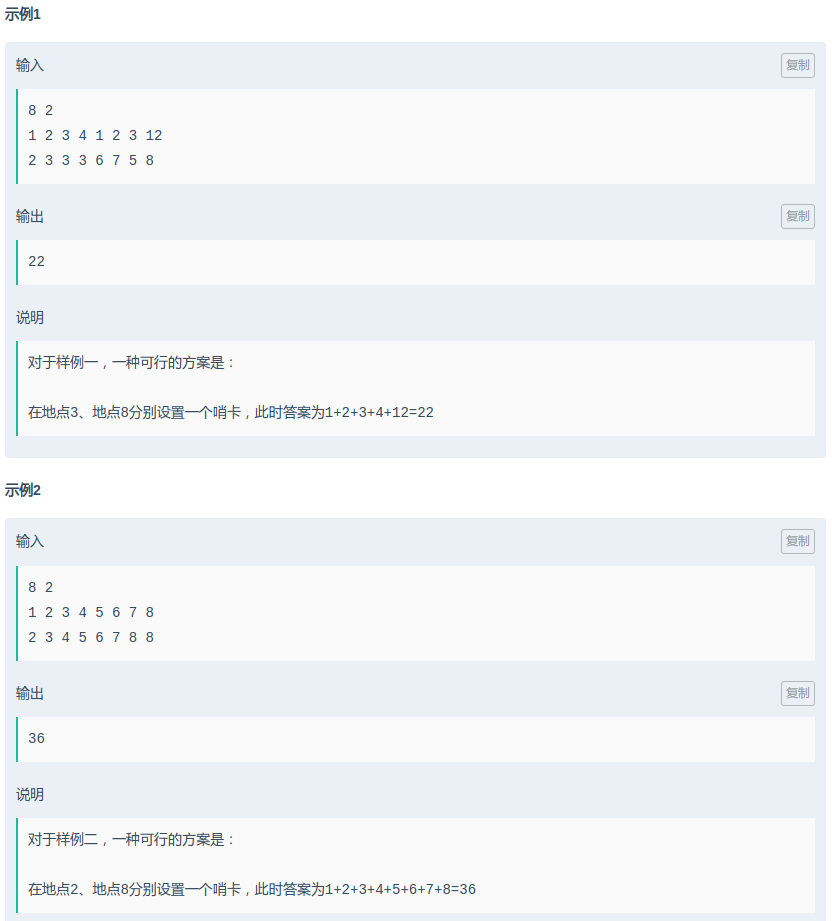 示例1
输入
复制
8 2
1 2 3 4 1 2 3 12
2 3 3 3 6 7 5 8
输出
复制
22
说明
对于样例一，一种可行的方案是：
在地点3、地点8分别设置一个哨卡，此时答案为1+2+3+4+12=22
示例2
输入
复制
8 2
1 2 3 4 5 6 7 8
2 3 4 5 6 7 8 8
输出
复制
36
说明
对于样例二，一种可行的方案是：
在地点2、地点8分别设置一个哨卡，此时答案为1+2+3+4+5+6+7+8=36